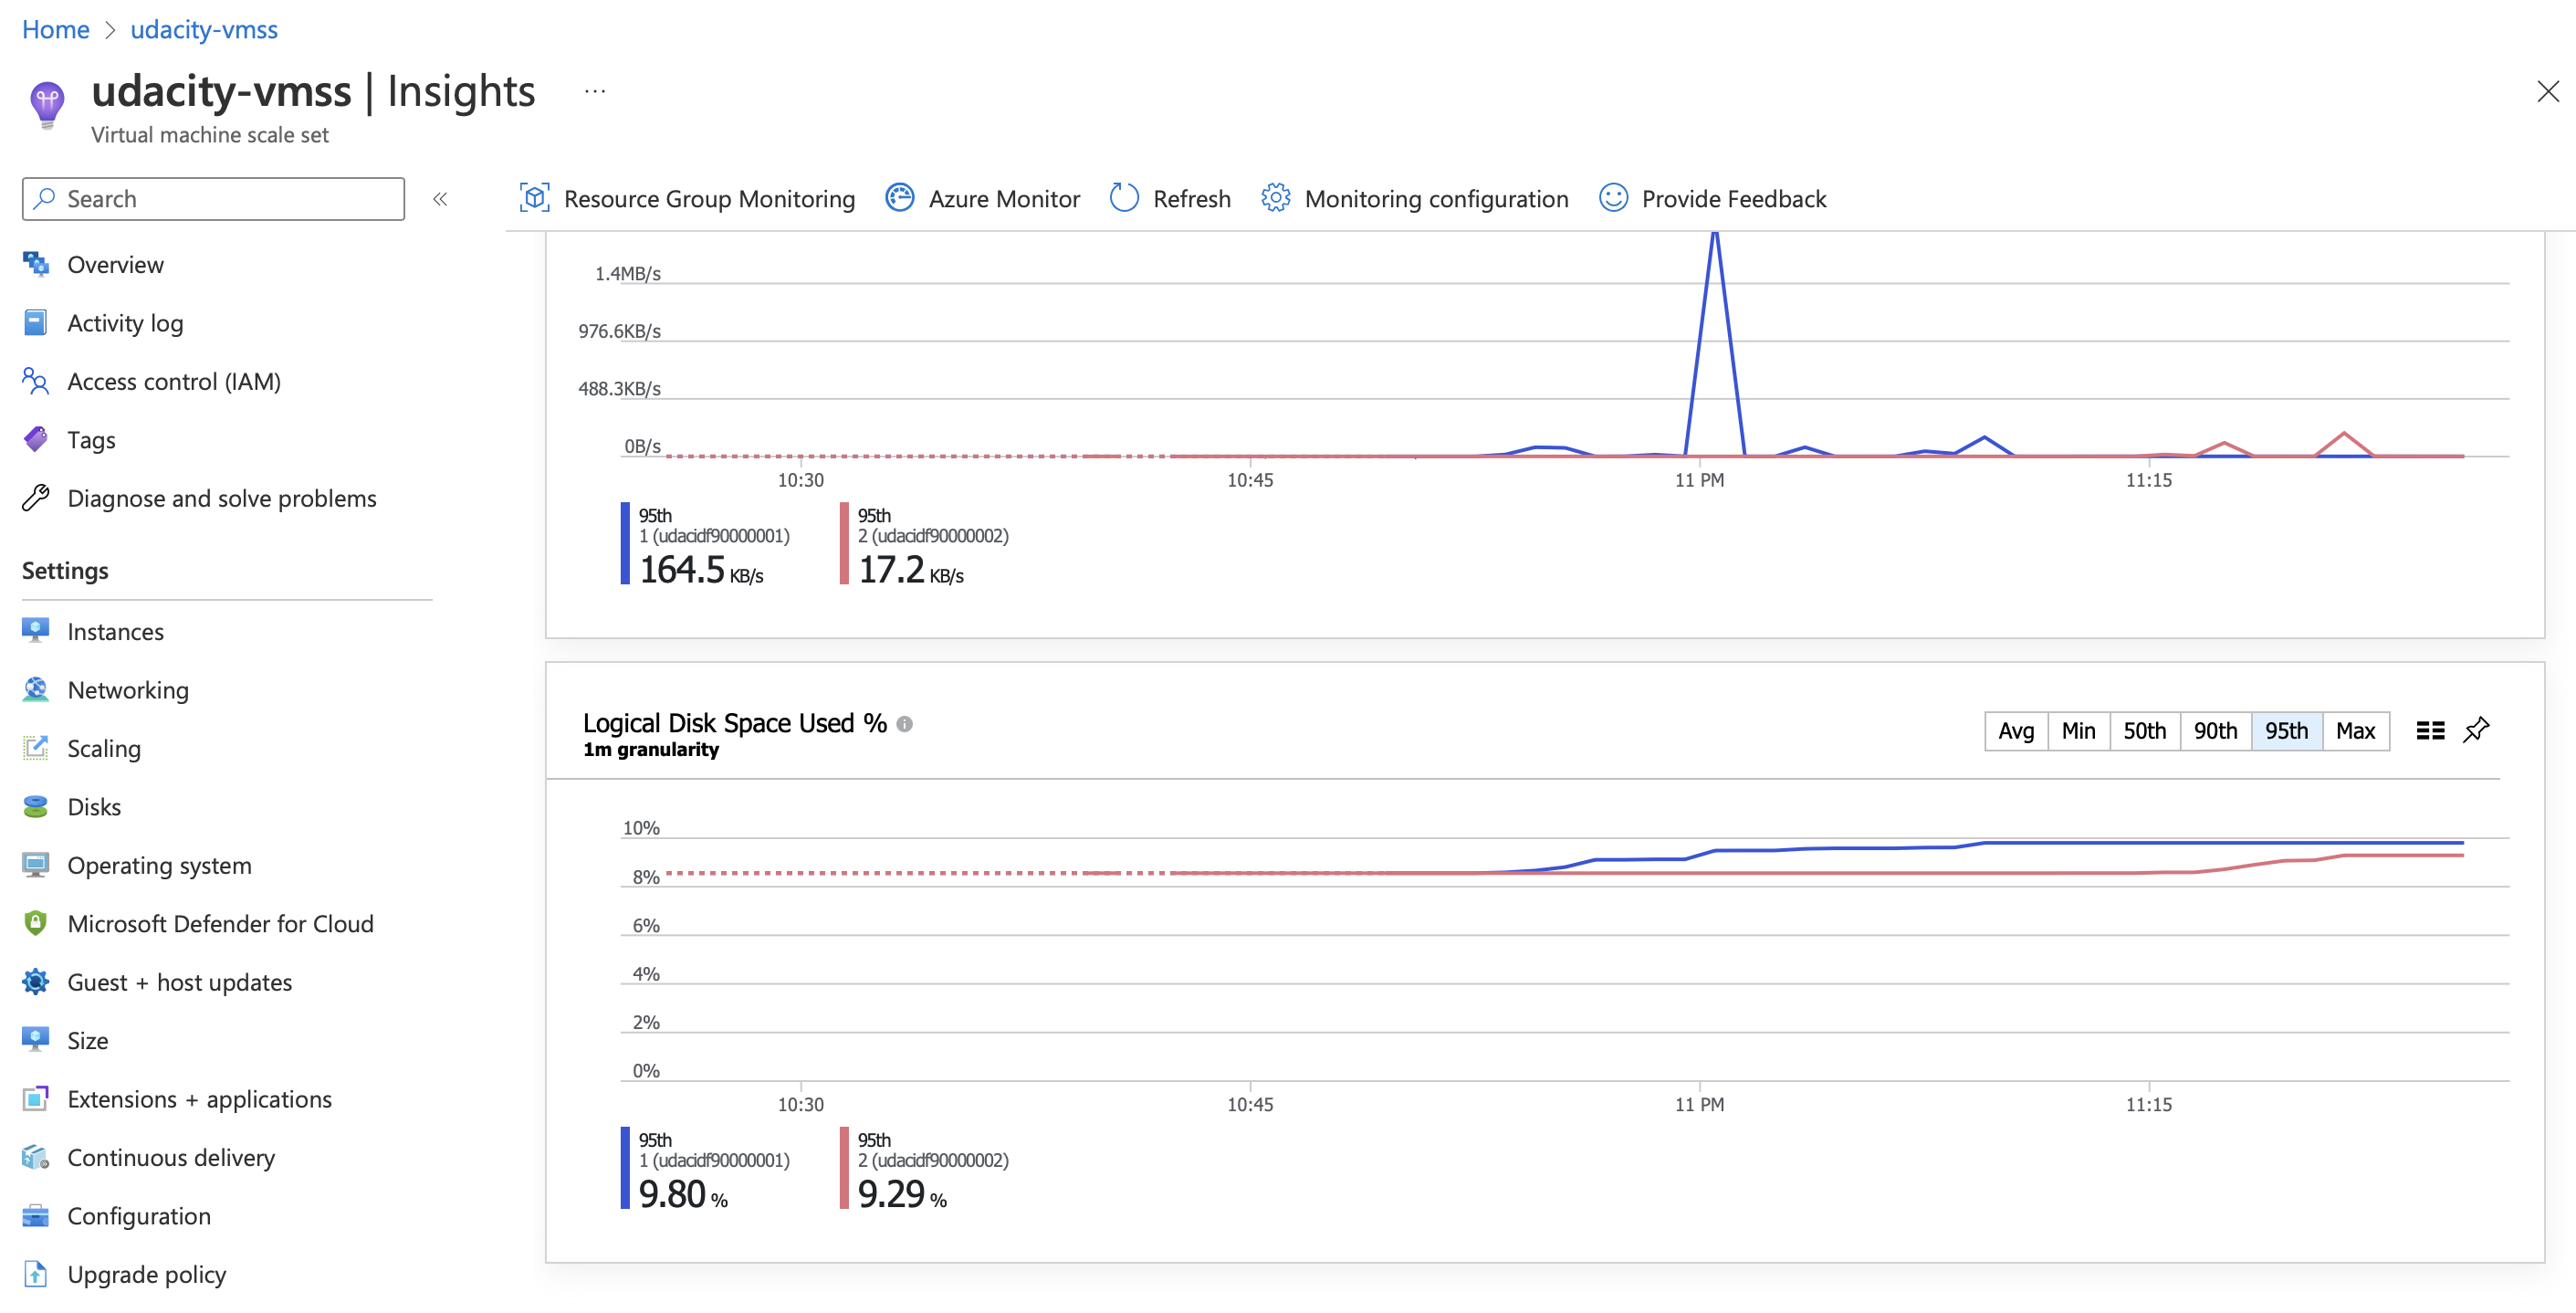 Home > udacity-vmss
udacity-vmss | Insights ...
Virtual machine scale set
Search «
Resource Group Monitoring Azure Monitor Refresh Monitoring configuration Provide Feedback
Overview
Activity log
Access control (IAM)
Tags
Diagnose and solve problems
Settings
Instances
Networking
Scaling
Disks
Operating system
Microsoft Defender for Cloud
Guest + host updates
Size
Extensions + applications
Continuous delivery
Configuration
Upgrade policy
1.4MB/s
976.6KB/s
488.3KB/s
0B/s
10:30 10:45 11 PM 11:15
95th 95th
1 (udacidf90000001) 2 (udacidf90000002)
164.5 KB/s 17.2 KB/s
Logical Disk Space Used %
1m granularity
Avg Min 50th 90th 95th Max
10%
8%
6%
4%
2%
0%
10:30 10:45 11 PM 11:15
95th 95th
1 (udacidf90000001) 2 (udacidf90000002)
9.80 % 9.29 %